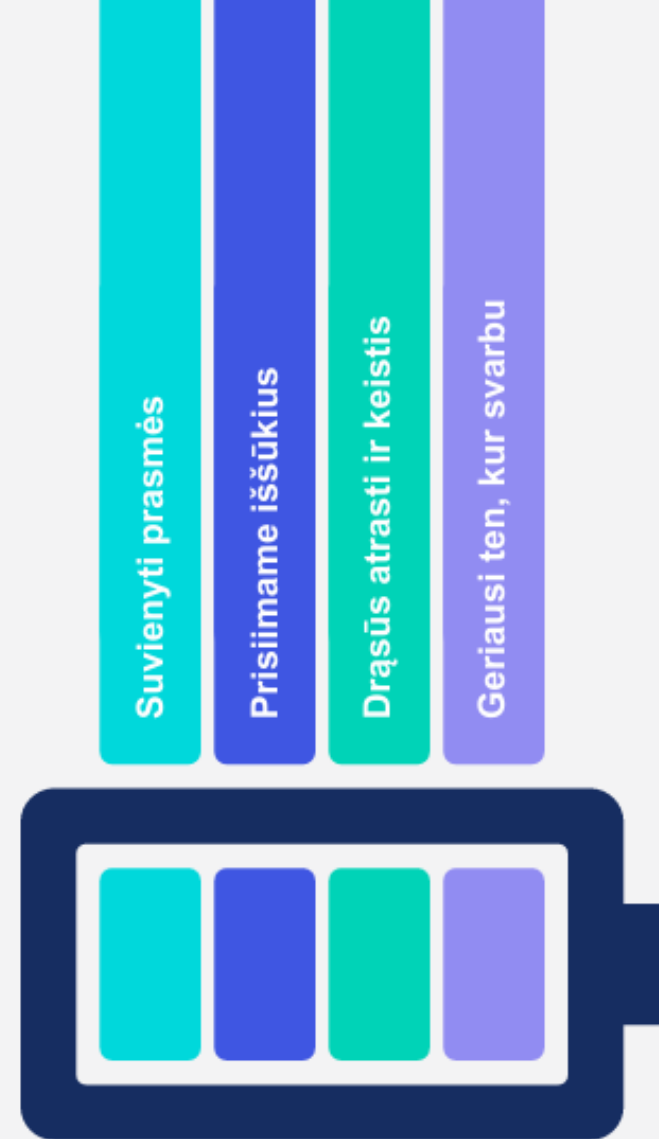 Suvienyti prasmės
Prisiimame iššūkius
Drąsūs atrasti ir keistis
Geriausi ten, kur svarbu